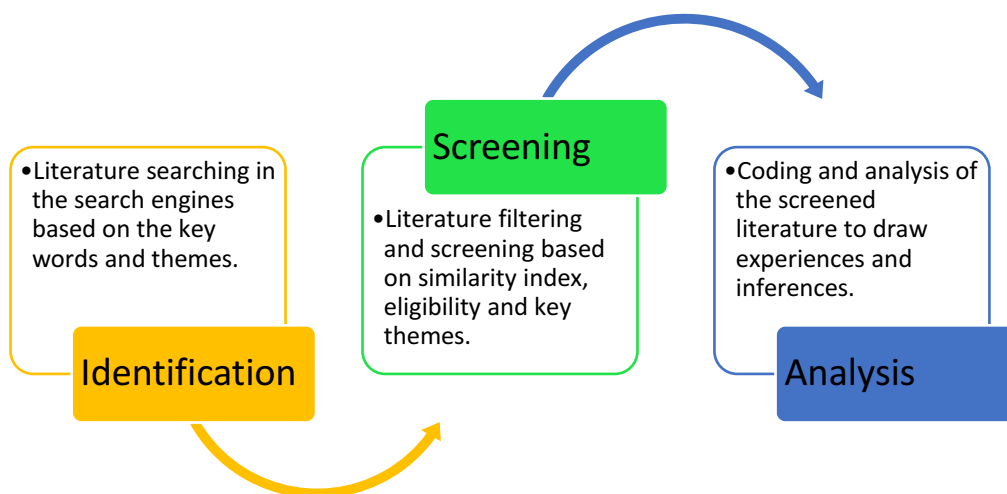 •Literature searching in
the search engines
based on the key
words and themes.
Identification
Screening
•Literature filtering
and screening based
on similarity index,
eligibility and key
themes.
•Coding and analysis of
the screened
literature to draw
experiences and
inferences.
Analysis